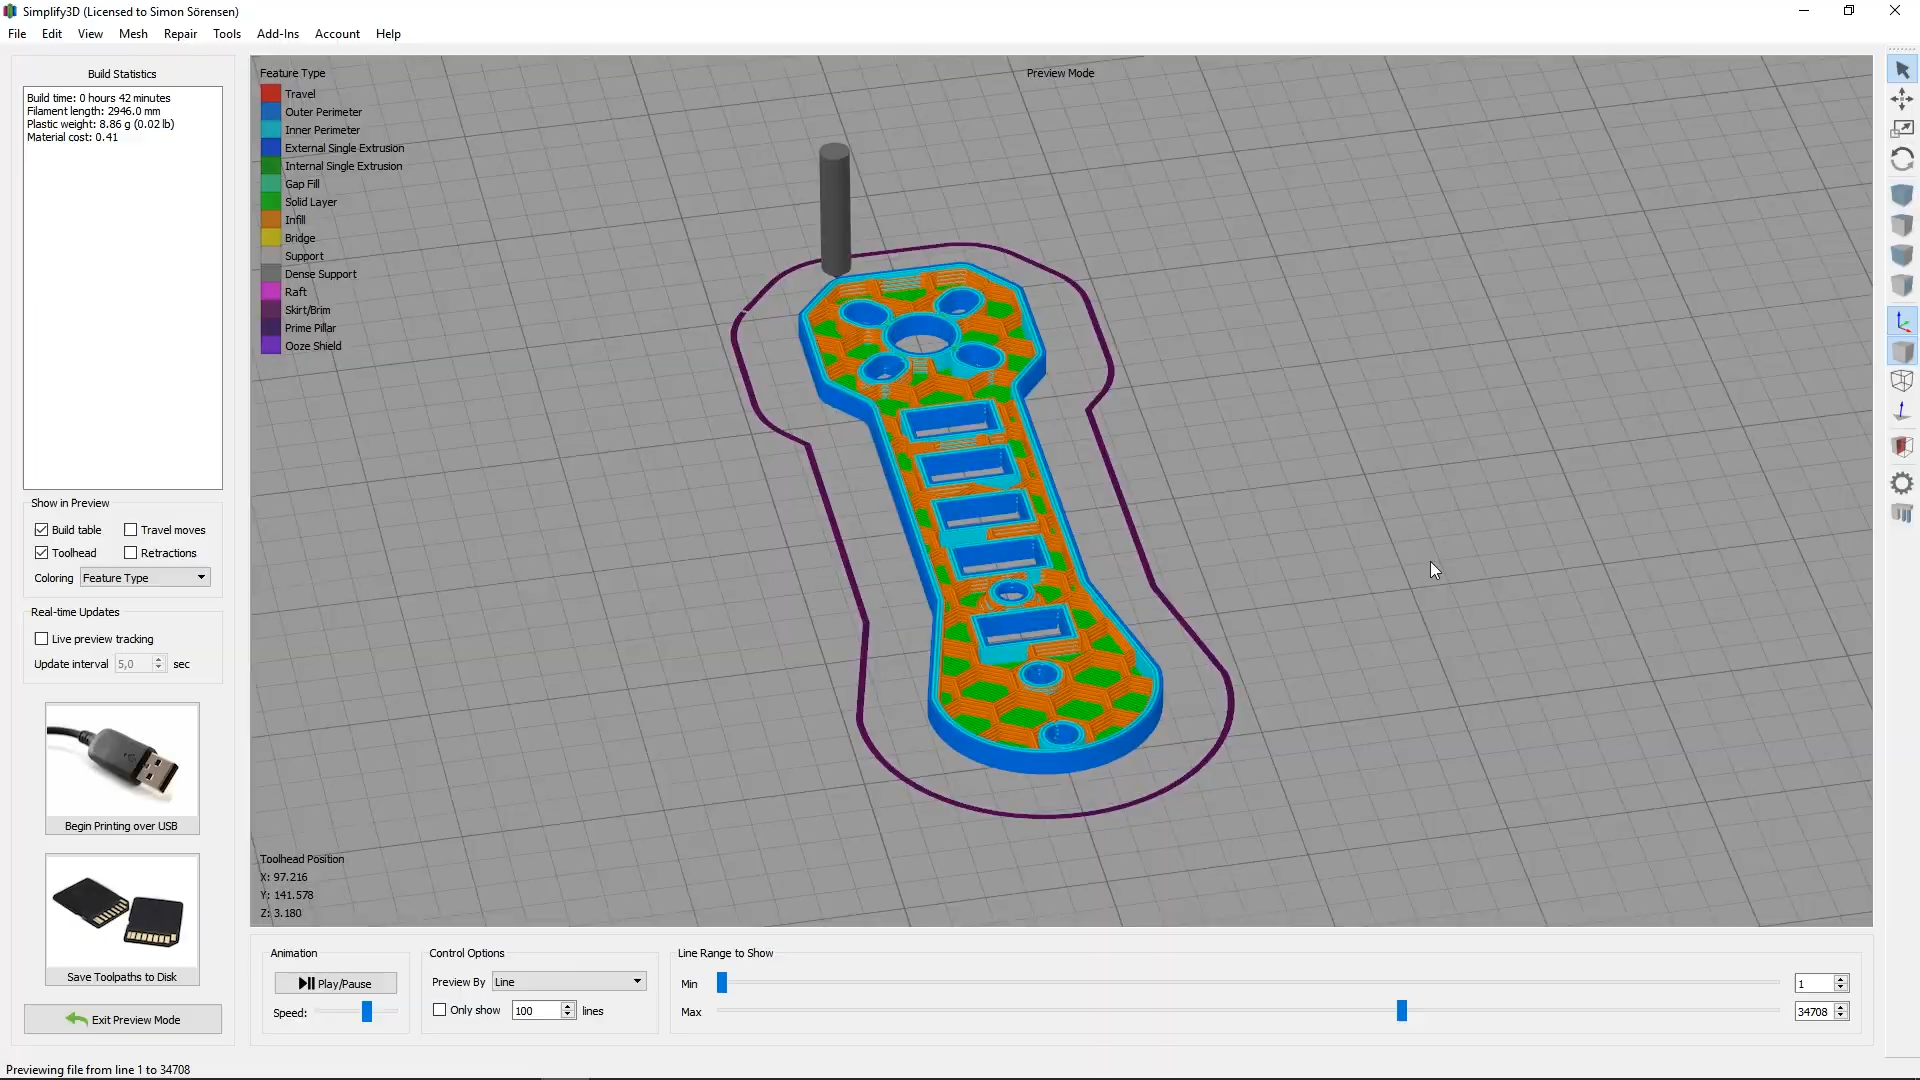 Simplify3D (Licensed to Simon Sörensen)
File Edit View Mesh Repair Tools Add-Ins Account Help
Build Statistics
Build time: 0 hours 42 minutes
Filament length: 2946.0 mm
Plastic weight: 8.86 g (0.02 lb)
Material cost: 0.41
Show in Preview
Build table Travel moves
Toolhead Retractions
Coloring Feature Type
Real-time Updates
Live preview tracking
Update interval 5,0 sec
Begin Printing over USB
Save Toolpaths to Disk
Exit Preview Mode
Feature Type
Travel
Outer Perimeter
Inner Perimeter
External Single Extrusion
Internal Single Extrusion
Gap Fill
Solid Layer
Infill
Bridge
Support
Dense Support
Raft
Skirt/Brim
Prime Pillar
Ooze Shield
Preview Mode
Toolhead Position
X: 97.216
Y: 141.578
Z: 3.180
Animation
Play/Pause
Speed:
Control Options
Preview By Line
Only show 100 lines
Line Range to Show
Min 1
Max 34708
Previewing file from line 1 to 34708